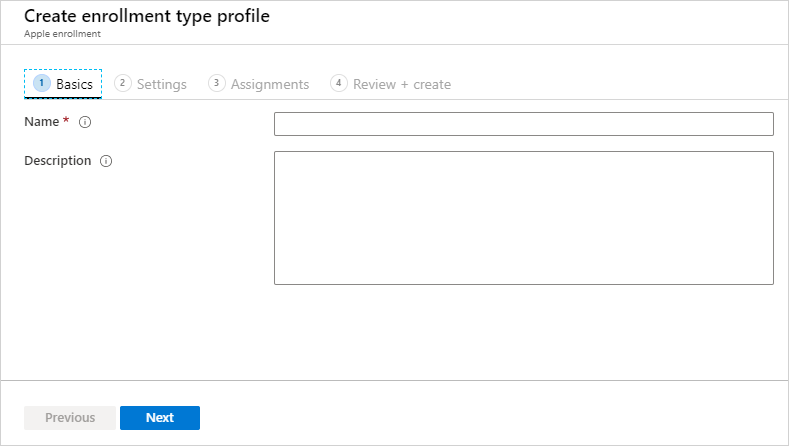 Create enrollment type profile
Apple enrollment
1 Basics 2 Settings 3 Assignments 4 Review + create
Name * i
Description i
Previous Next